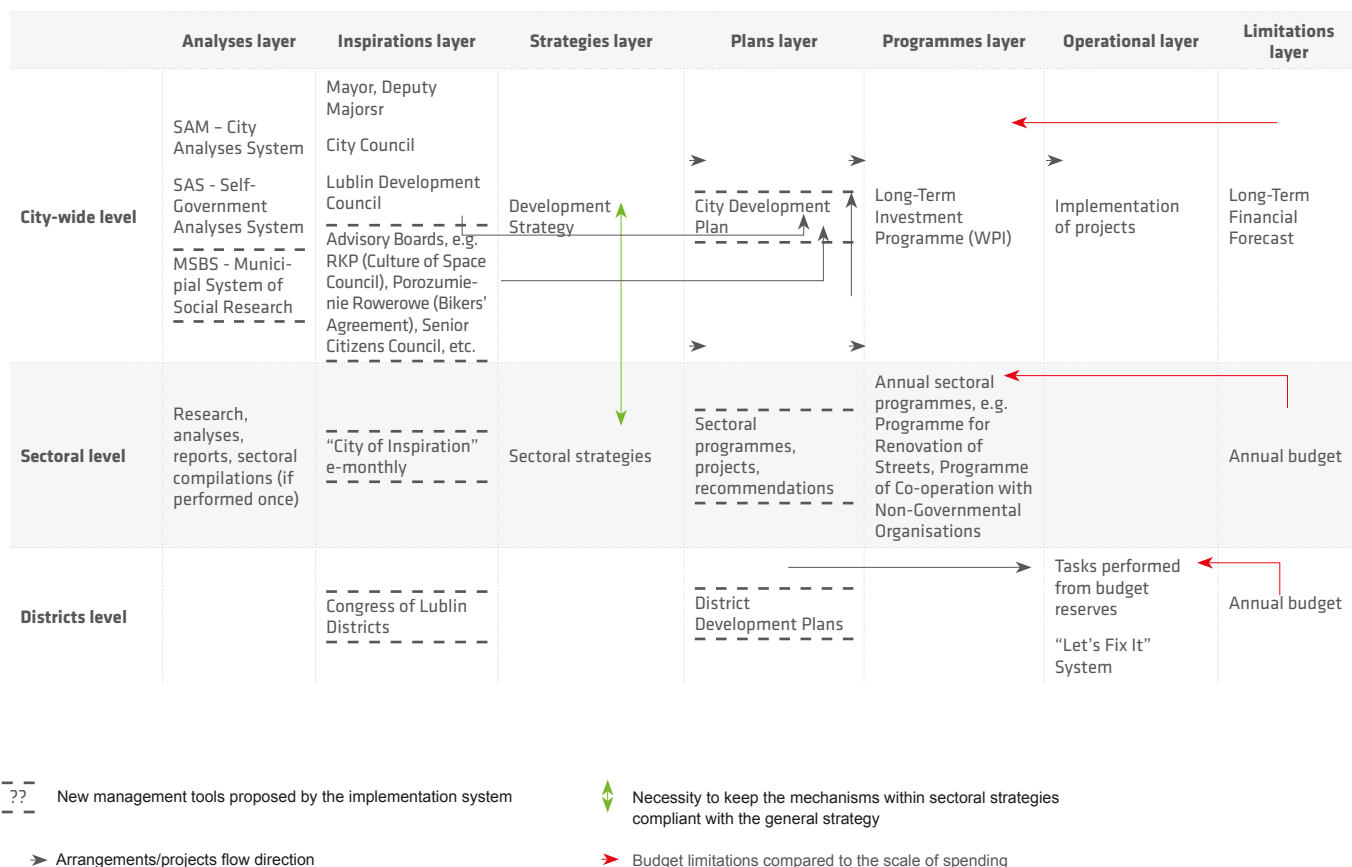 Analyses layer
Inspirations layer
Strategies layer
Plans layer
Programmes layer
Operational layer
Limitations
layer
City-wide level
SAM – City
Analyses System
SAS - Self-
Government
Analyses System
MSBS - Munici-
pial System of
Social Research
Mayor, Deputy
Majorsr
City Council
Lublin Development
Council
Advisory Boards, e.g.
RKP (Culture of Space
Council), Porozumie-
nie Rowerowe (Bikers’
Agreement), Senior
Citizens Council, etc.
Development
Strategy
City Development
Plan
Long-Term
Investment
Programme (WPI)
Implementation
of projects
Long-Term
Financial
Forecast
Sectoral level
Research,
analyses,
reports, sectoral
compilations (if
performed once)
“City of Inspiration”
e-monthly
Sectoral strategies
Sectoral
programmes,
projects,
recommendations
Annual sectoral
programmes, e.g.
Programme for
Renovation of
Streets, Programme
of Co-operation with
Non-Governmental
Organisations
Annual budget
Districts level
Congress of Lublin
Districts
District
Development Plans
Tasks performed
from budget
reserves
“Let’s Fix It”
System
Annual budget
?? New management tools proposed by the implementation system
Necessity to keep the mechanisms within sectoral strategies
compliant with the general strategy
Arrangements/projects flow direction
Budget limitations compared to the scale of spending